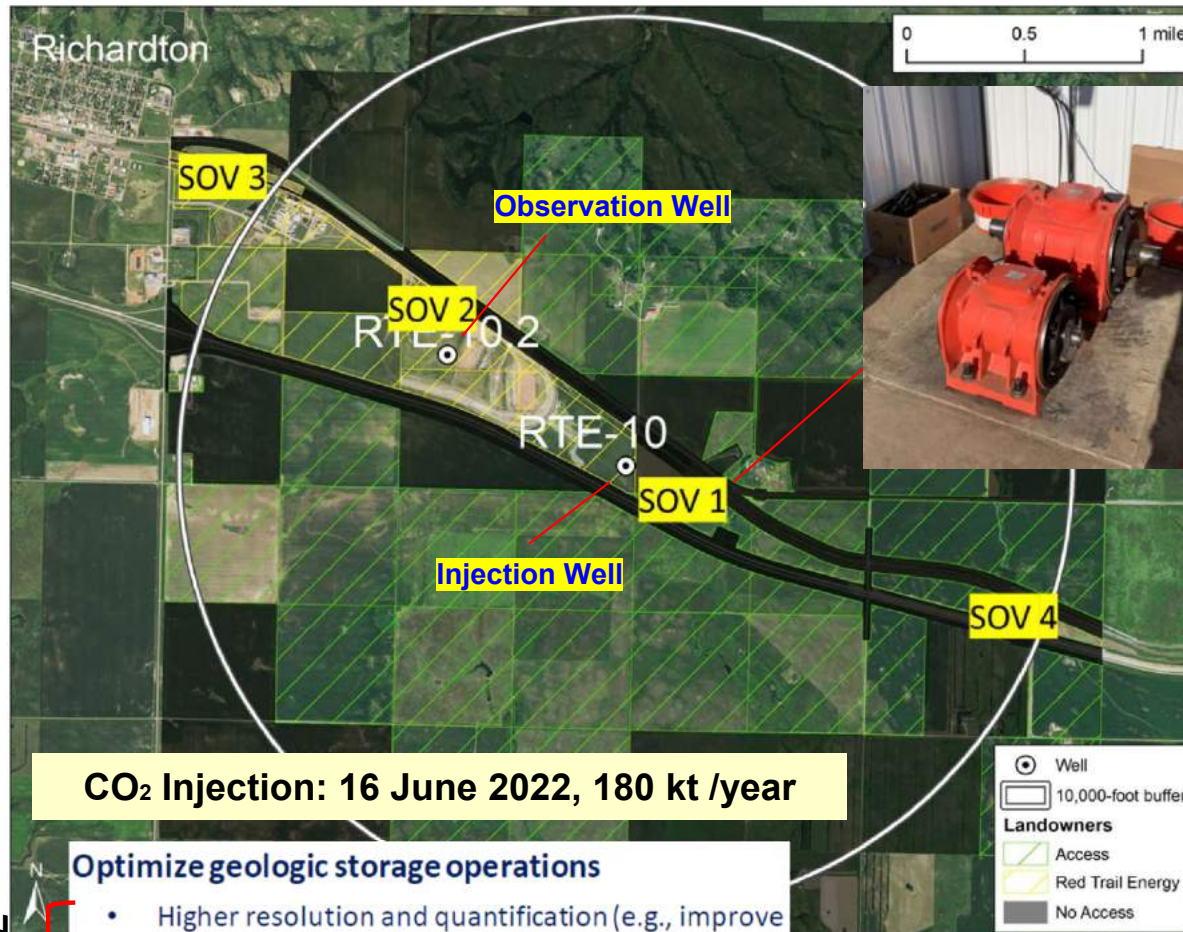 Richardton
0 0.5 1 mile
SOV 3
Observation Well
SOV 2
RTE-10.2
RTE-10
SOV 1
Injection Well
SOV 4
CO₂ Injection: 16 June 2022, 180 kt /year
Well
10,000-foot buffer
Landowners
Access
Red Trail Energy
No Access
Optimize geologic storage operations
N
• Higher resolution and quantification (e.g., improve